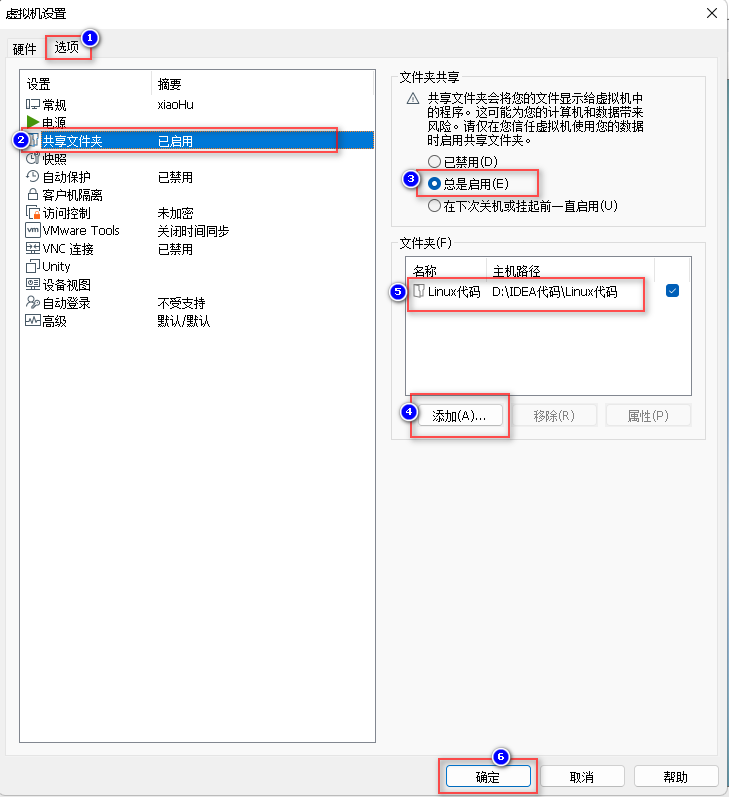 虚拟机设置
硬件 选项 1
设置 摘要
常规 xiaoHu
电源
2 共享文件夹 已启用
快照
自动保护 已禁用
客户机隔离
访问控制 未加密
vm VMware Tools 关闭时间同步
VNC 连接 已禁用
Unity
设备视图
自动登录 不受支持
高级 默认/默认
文件夹共享
共享文件夹会将您的文件显示给虚拟机中
的程序。这可能为您的计算机和数据带来
风险。请仅在您信任虚拟机使用您的数据
时启用共享文件夹。
已禁用(D)
3 总是启用(E)
在下次关机或挂起前一直启用(U)
文件夹(F)
名称 主机路径
5 Linux代码 D:\IDEA代码\Linux代码
4 添加(A)... 移除(R) 属性(P)
6
确定 取消 帮助